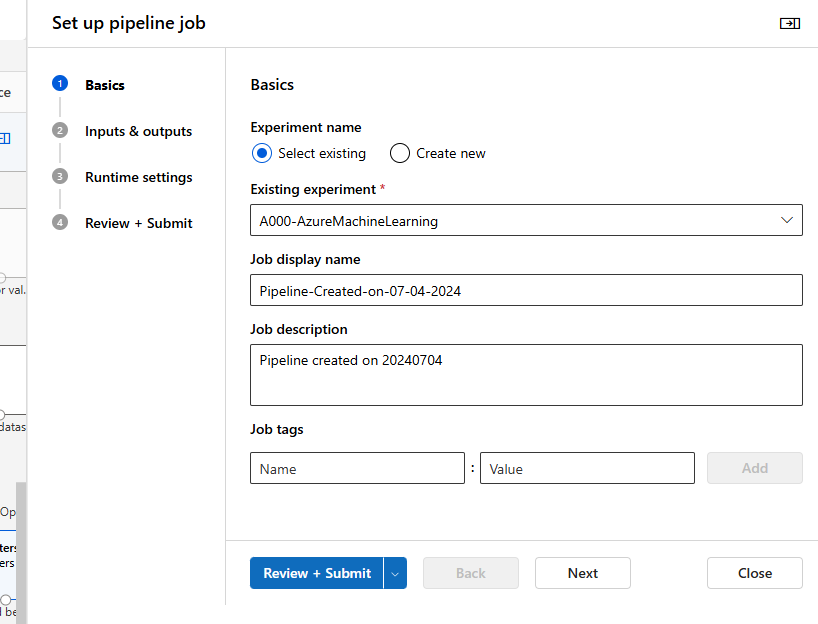 Set up pipeline job
ce
1 Basics
2 Inputs & outputs
3 Runtime settings
4 Review + Submit
r val.
datas
Op
ters
ers
l be
Basics
Experiment name
Select existing Create new
Existing experiment *
A000-AzureMachineLearning
Job display name
Pipeline-Created-on-07-04-2024
Job description
Pipeline created on 20240704
Job tags
Name : Value Add
Review + Submit Back Next Close